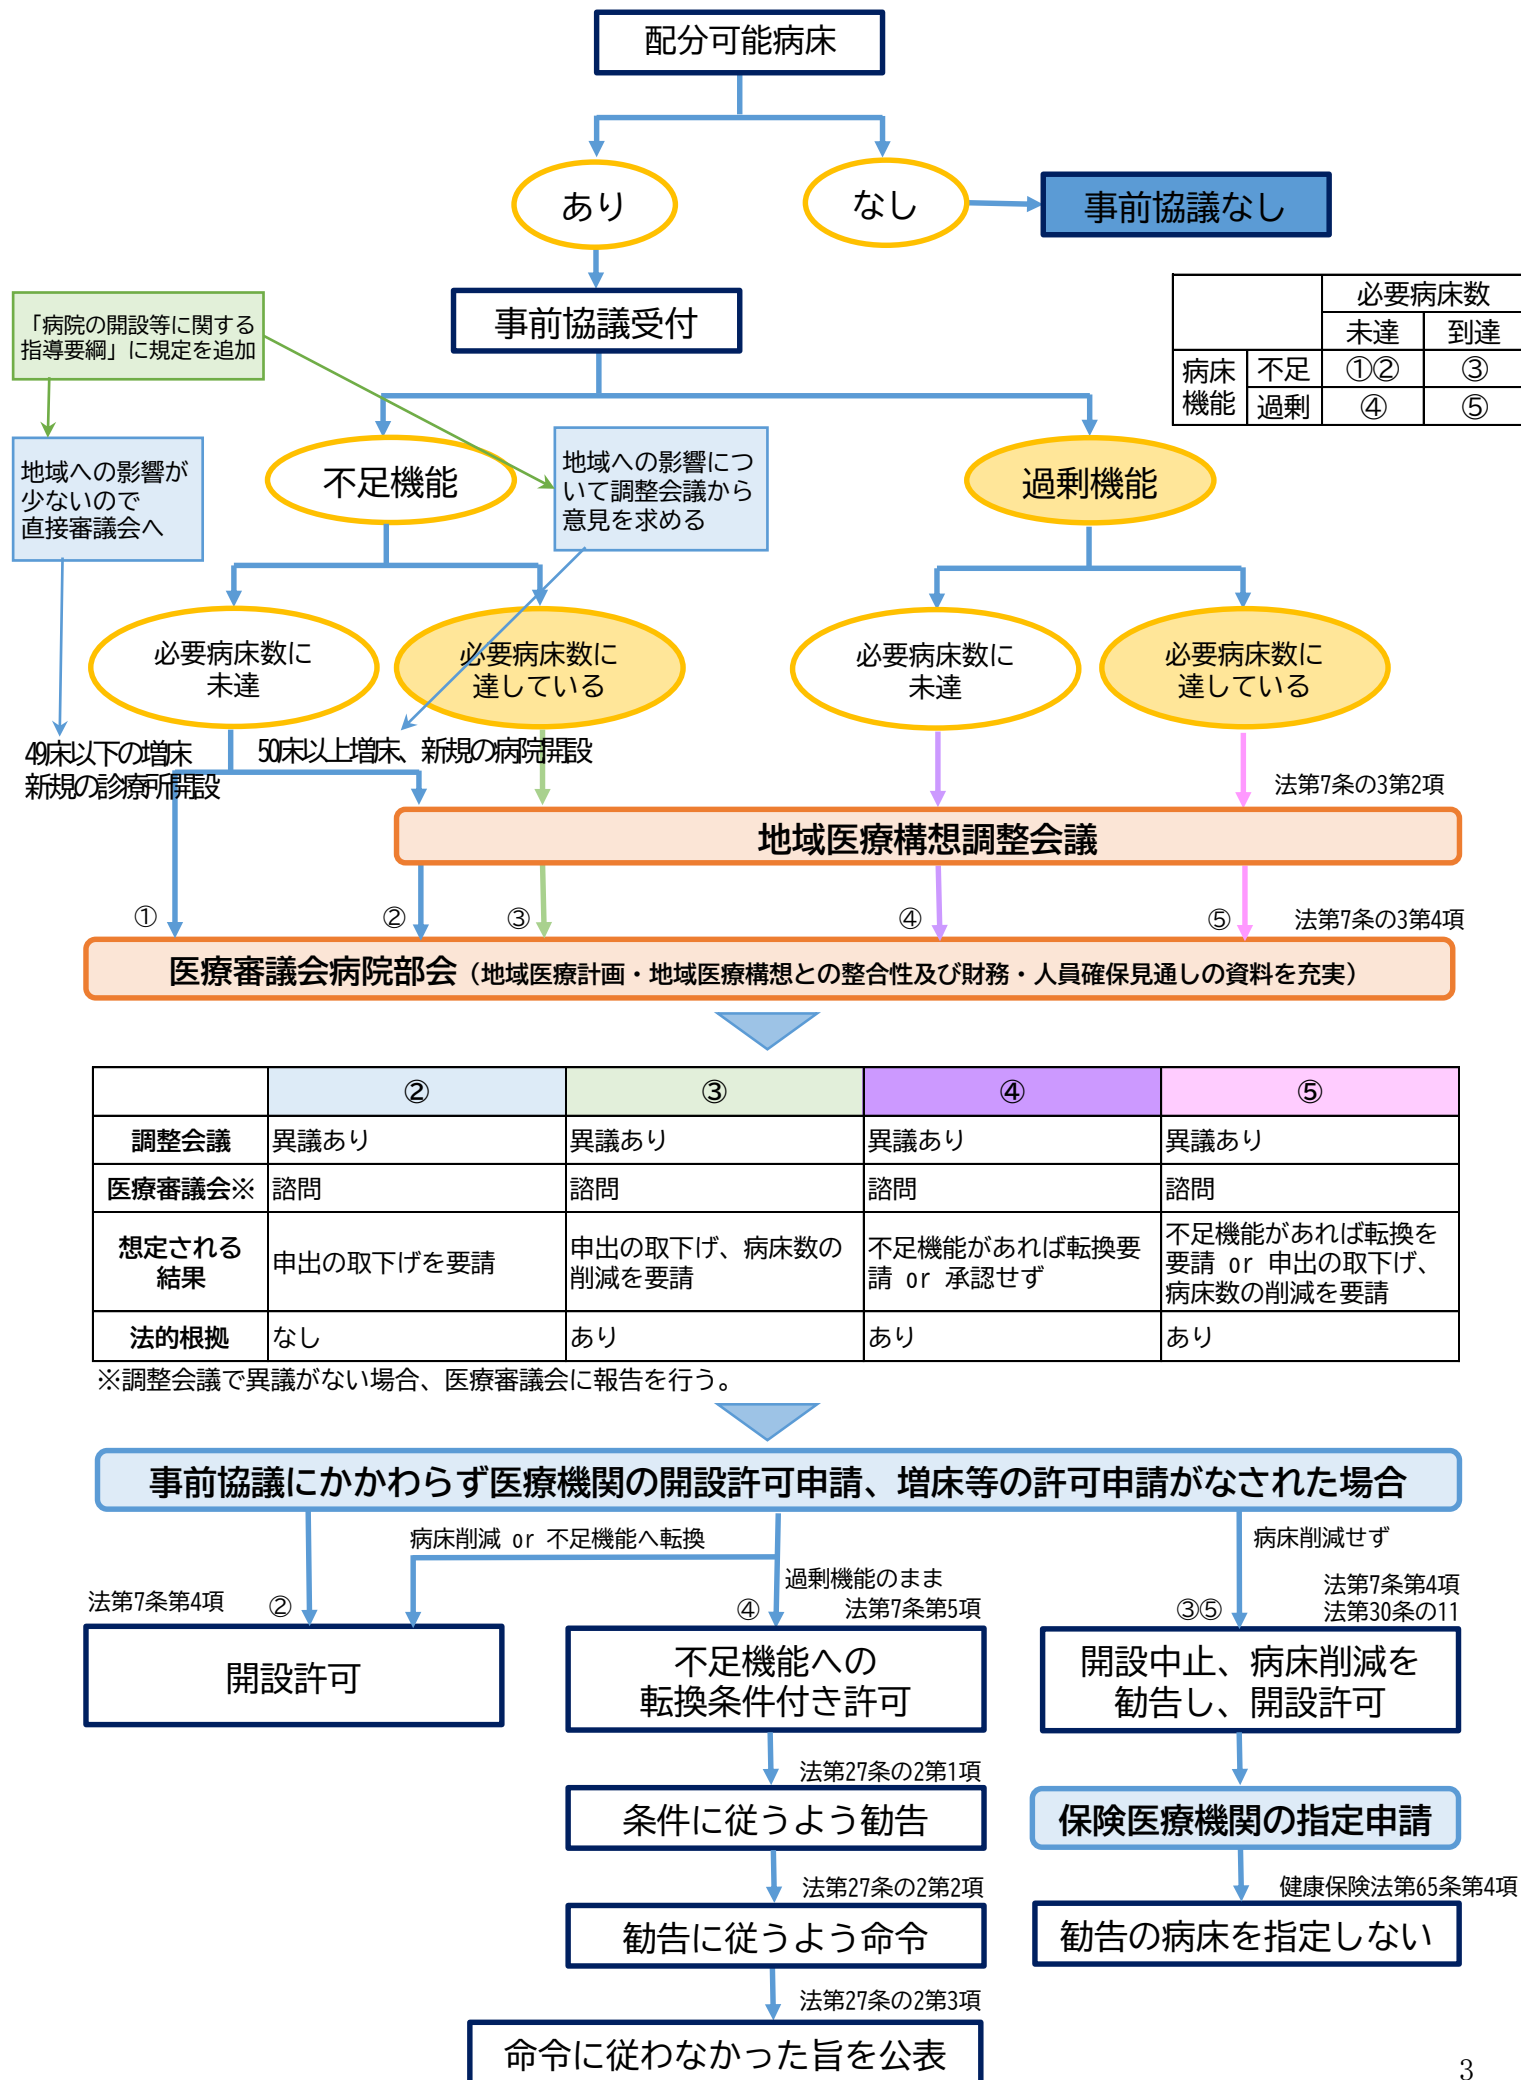 配分可能病床
あり
なし
事前協議なし
事前協議受付
「病院の開設等に関する
指導要綱」に規定を追加
必要病床数
未達 到達
病床
機能
不足 ①② ③
過剰 ④ ⑤
地域への影響が
少ないので
直接審議会へ
不足機能
地域への影響につ
いて調整会議から
意見を求める
過剰機能
必要病床数に
未達
必要病床数に
達している
必要病床数に
未達
必要病床数に
達している
49床以下の増床
新規の診療所開設
50床以上増床、新規の病院開設
法第7条の3第2項
地域医療構想調整会議
① ② ③ ④ ⑤ 法第7条の3第4項
医療審議会病院部会（地域医療計画・地域医療構想との整合性及び財務・人員確保見通しの資料を充実）
② ③ ④ ⑤
調整会議 異議あり 異議あり 異議あり 異議あり
医療審議会※ 諮問 諮問 諮問 諮問
想定される
結果
申出の取下げを要請
申出の取下げ、病床数の
削減を要請
不足機能があれば転換要
請 or 承認せず
不足機能があれば転換を
要請 or 申出の取下げ、
病床数の削減を要請
法的根拠 なし あり あり あり
※調整会議で異議がない場合、医療審議会に報告を行う。
事前協議にかかわらず医療機関の開設許可申請、増床等の許可申請がなされた場合
病床削減 or 不足機能へ転換
病床削減せず
過剰機能のまま
法第7条第4項 ②
④ 法第7条第5項
③⑤
法第7条第4項
法第30条の11
開設許可
不足機能への
転換条件付き許可
開設中止、病床削減を
勧告し、開設許可
法第27条の2第1項
条件に従うよう勧告
保険医療機関の指定申請
法第27条の2第2項
健康保険法第65条第4項
勧告に従うよう命令
勧告の病床を指定しない
法第27条の2第3項
命令に従わなかった旨を公表
3